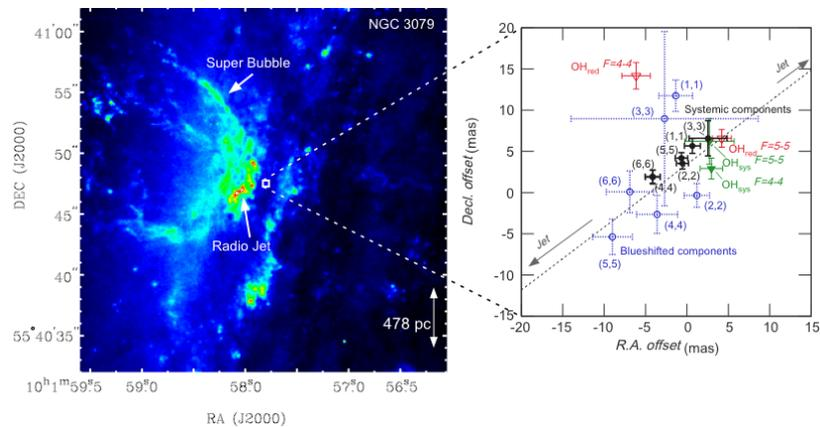 NGC 3079
Super Bubble
Radio Jet
478 pc
41'00"
55"
50"
45"
40"
55°40'35"
DEC (J2000)
10h1m59s.5 59s.0 58s.0 57s.0 56s.5
RA (J2000)
20
15
10
5
0
-5
-10
-15
-20 -15 -10 -5 0 5 10 15
Decl. offset (mas)
R.A. offset (mas)
Jet
OHred F=4-4
(1,1)
(3,3)
Systemic components
(1,1)
(3,3)
(5,5)
OHred F=5-5
OHsys F=5-5
(6,6)
(2,2)
OHsys F=4-4
(6,6)
(4,4)
(2,2)
(4,4)
Jet
Blueshifted components
(5,5)